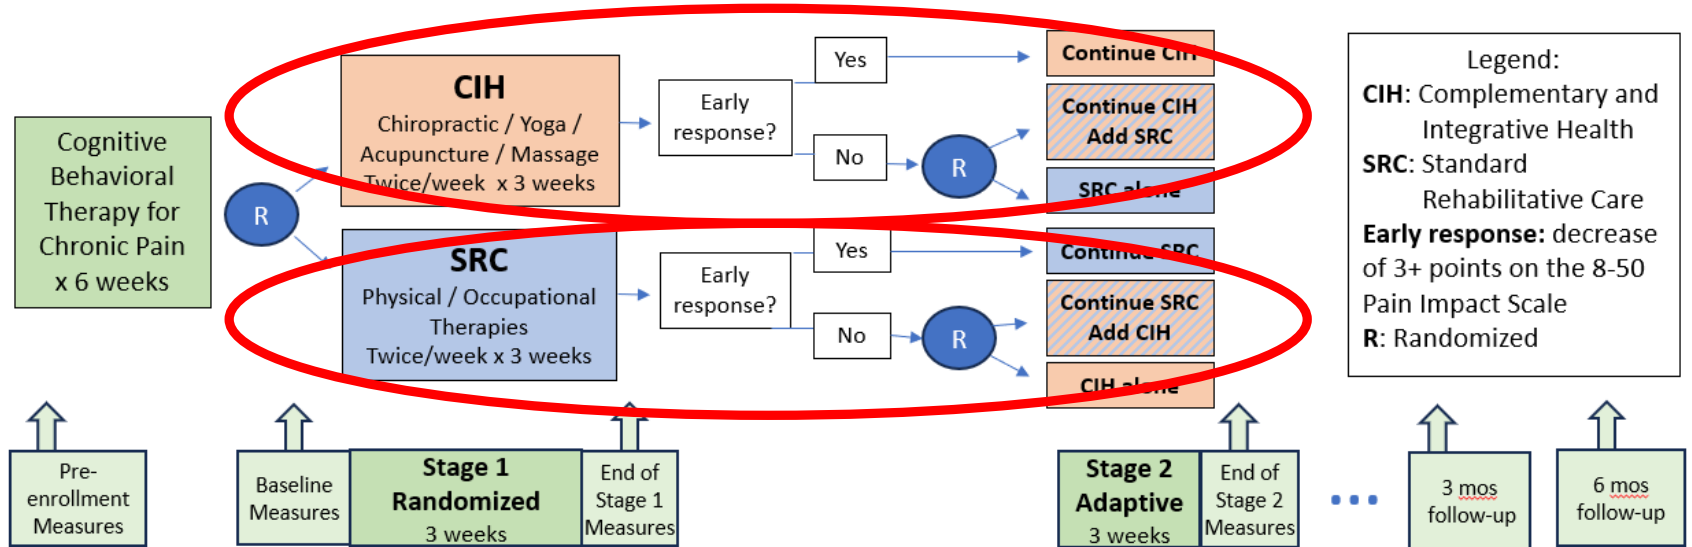 Cognitive
Behavioral
Therapy for
Chronic Pain
x 6 weeks
R
CIH
Chiropractic / Yoga /
Acupuncture / Massage
Twice/week x 3 weeks
Early
response?
Yes
No
R
Continue CIH
Continue CIH
Add SRC
SRC alone
SRC
Physical / Occupational
Therapies
Twice/week x 3 weeks
Early
response?
Yes
No
R
Continue SRC
Continue SRC
Add CIH
CIH alone
Legend:
CIH: Complementary and
Integrative Health
SRC: Standard
Rehabilitative Care
Early response: decrease
of 3+ points on the 8-50
Pain Impact Scale
R: Randomized
Pre-
enrollment
Measures
Baseline
Measures
Stage 1
Randomized
3 weeks
End of
Stage 1
Measures
Stage 2
Adaptive
3 weeks
End of
Stage 2
Measures
3 mos
follow-up
6 mos
follow-up